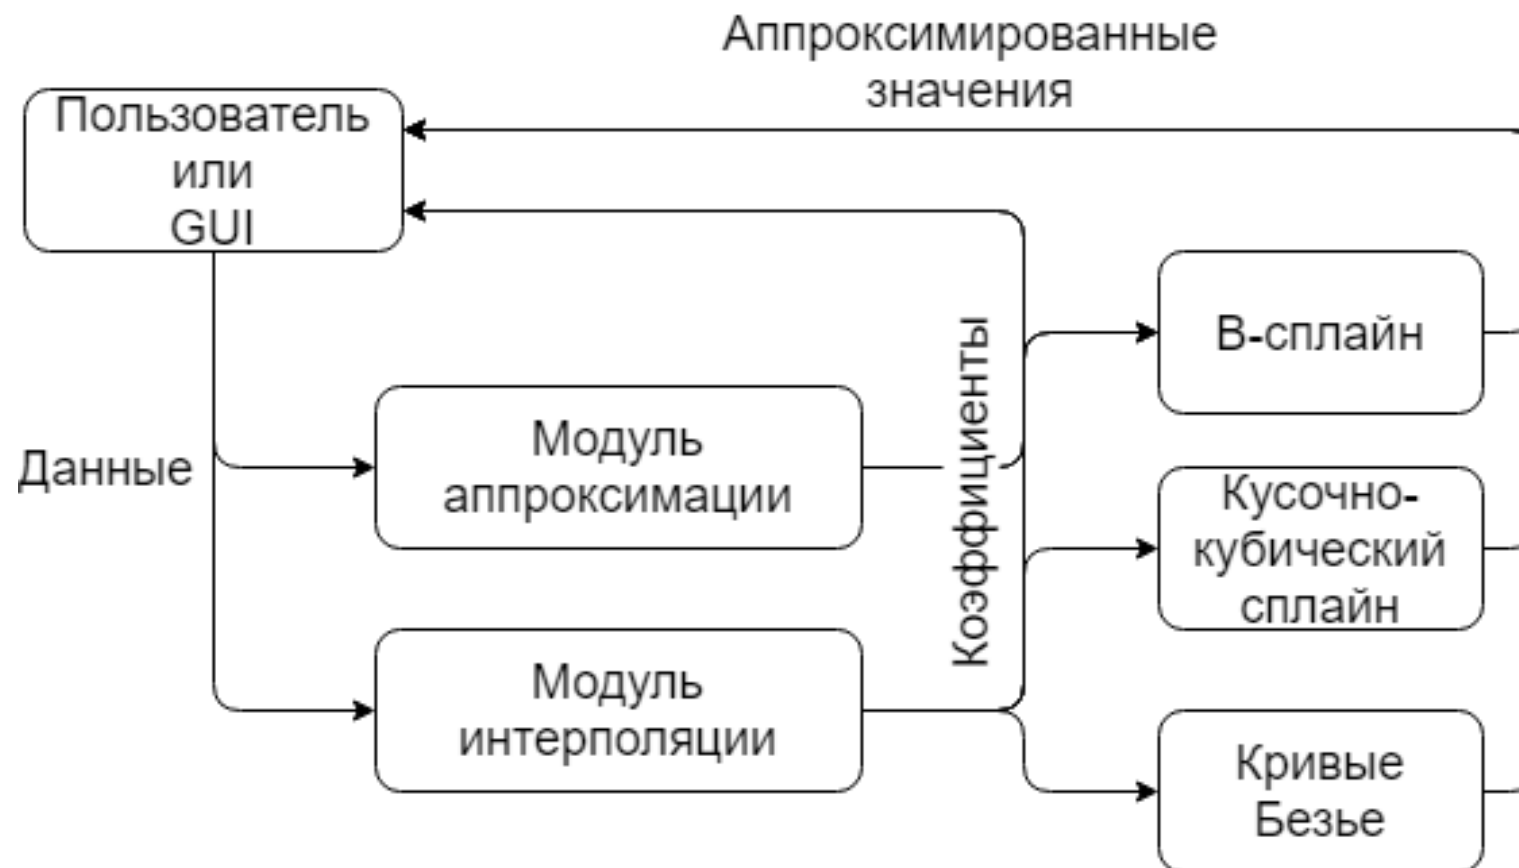 Аппроксимированные
значения
Пользователь
или
GUI
В-сплайн
Коэффициенты
Модуль
аппроксимации
Данные
Кусочно-
кубический
сплайн
Модуль
интерполяции
Кривые
Безье